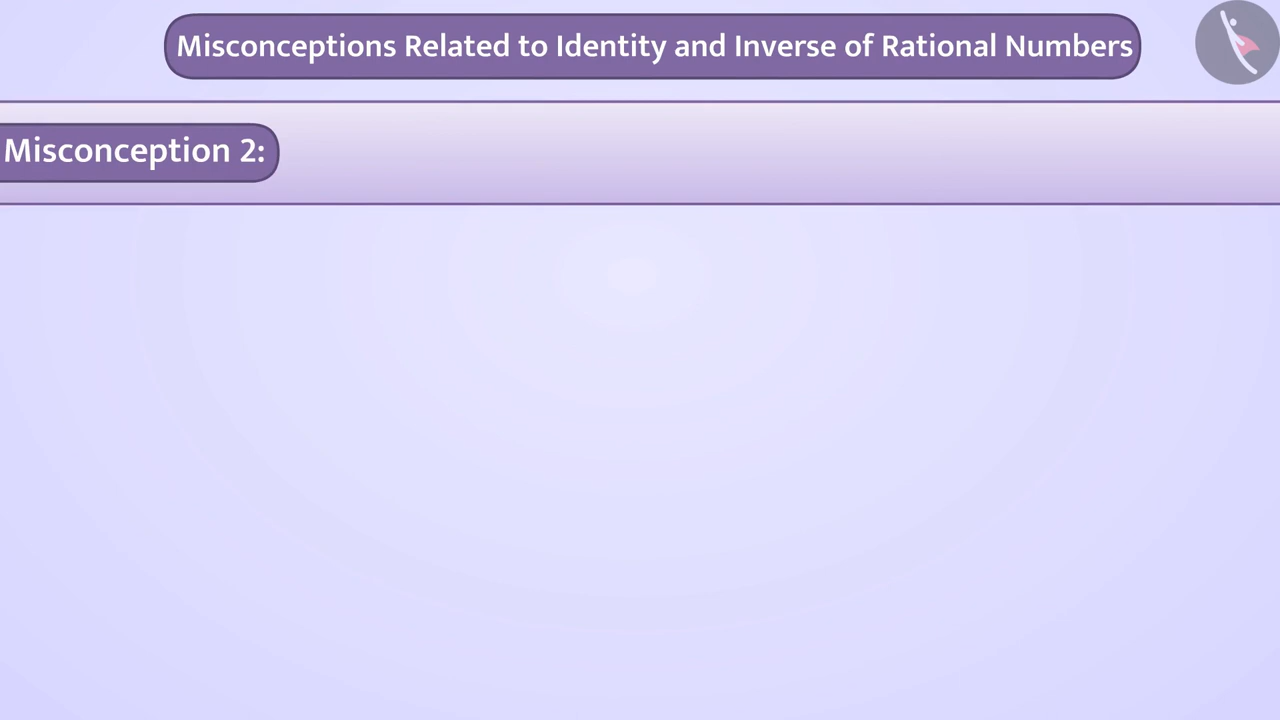 Misconceptions Related to Identity and Inverse of Rational Numbers
Misconception 2: